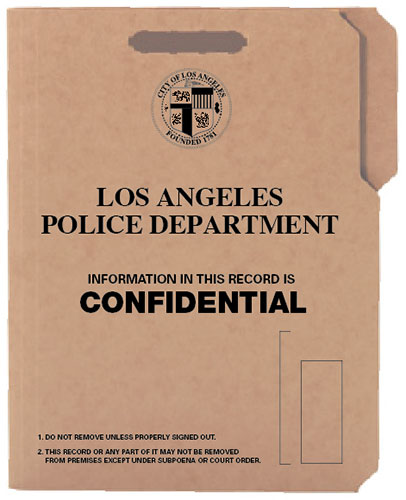 CITY OF LOS ANGELES
FOUNDED 1781
LOS ANGELES
POLICE DEPARTMENT
INFORMATION IN THIS RECORD IS
CONFIDENTIAL
1. DO NOT REMOVE UNLESS PROPERLY SIGNED OUT.
2. THIS RECORD OR ANY PART OF IT MAY NOT BE REMOVED
FROM PREMISES EXCEPT UNDER SUBPOENA OR COURT ORDER.